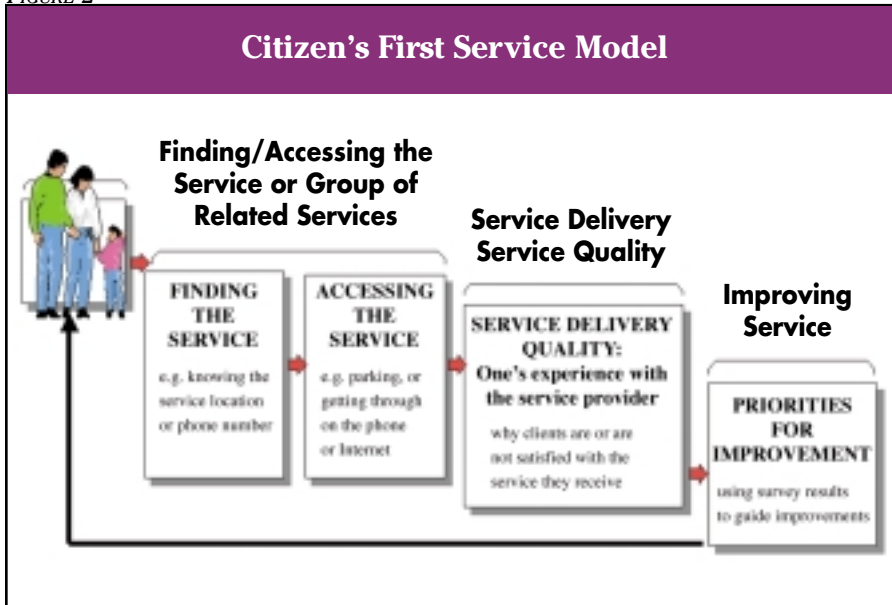 FIGURE 2
Citizen's First Service Model
Finding/Accessing the
Service or Group of
Related Services
Service Delivery
Service Quality
Improving
Service
FINDING
THE
SERVICE
e.g. knowing the
service location
or phone number
ACCESSING
THE
SERVICE
e.g. parking, or
getting through
on the phone
or Internet
SERVICE DELIVERY
QUALITY:
One's experience with
the service provider
why clients are or are
not satisfied with the
service they receive
PRIORITIES
FOR
IMPROVEMENT
using survey results
to guide improvements